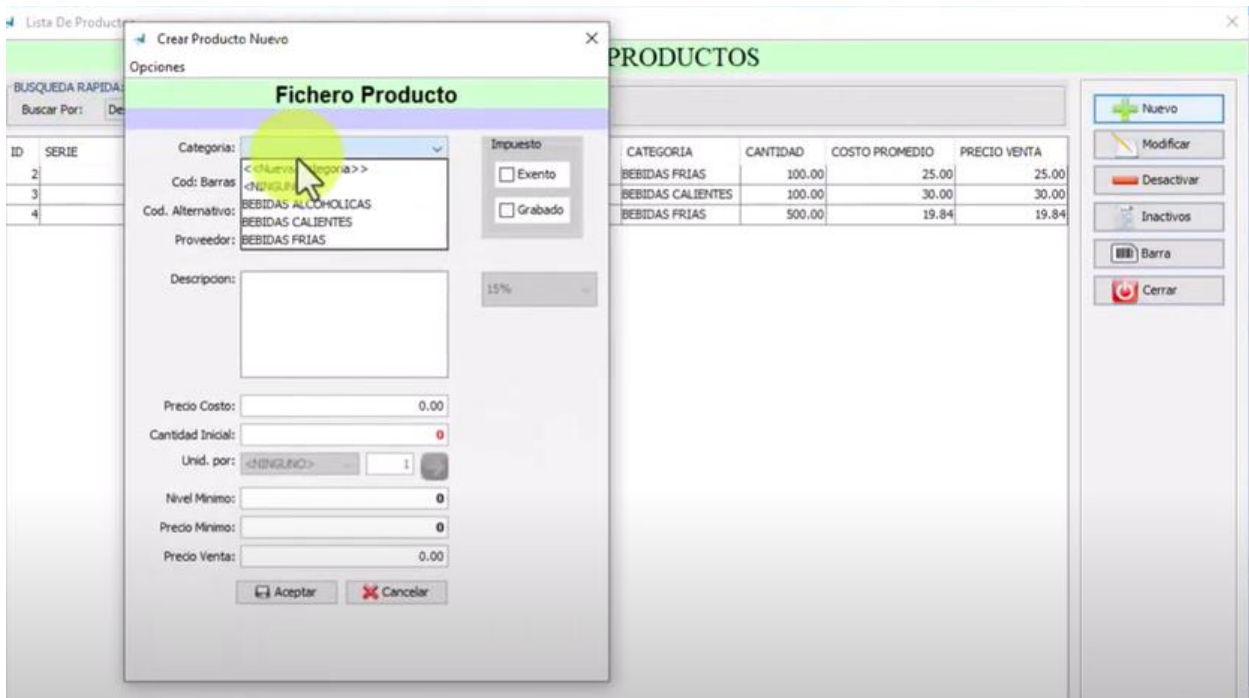 Lista De Productos
Crear Producto Nuevo
Opciones
PRODUCTOS
Fichero Producto
BUSQUEDA RAPIDA:
Buscar Por: De
Categoria:
<<Nueva Categoria>>
<NINGUNO>
BEBIDAS ALCOHOLICAS
BEBIDAS CALIENTES
BEBIDAS FRIAS
Cod: Barras
Cod. Alternativo:
Proveedor:
Impuesto
Exento
Grabado
15%
Descripcion:
Precio Costo: 0.00
Cantidad Inicial: 0
Unid. por: <NINGUNO> 1
Nivel Minimo: 0
Precio Minimo: 0
Precio Venta: 0.00
Aceptar Cancelar
ID SERIE CATEGORIA CANTIDAD COSTO PROMEDIO PRECIO VENTA
2 BEBIDAS FRIAS 100.00 25.00 25.00
3 BEBIDAS CALIENTES 100.00 30.00 30.00
4 BEBIDAS FRIAS 500.00 19.84 19.84
Nuevo
Modificar
Desactivar
Inactivos
Barra
Cerrar